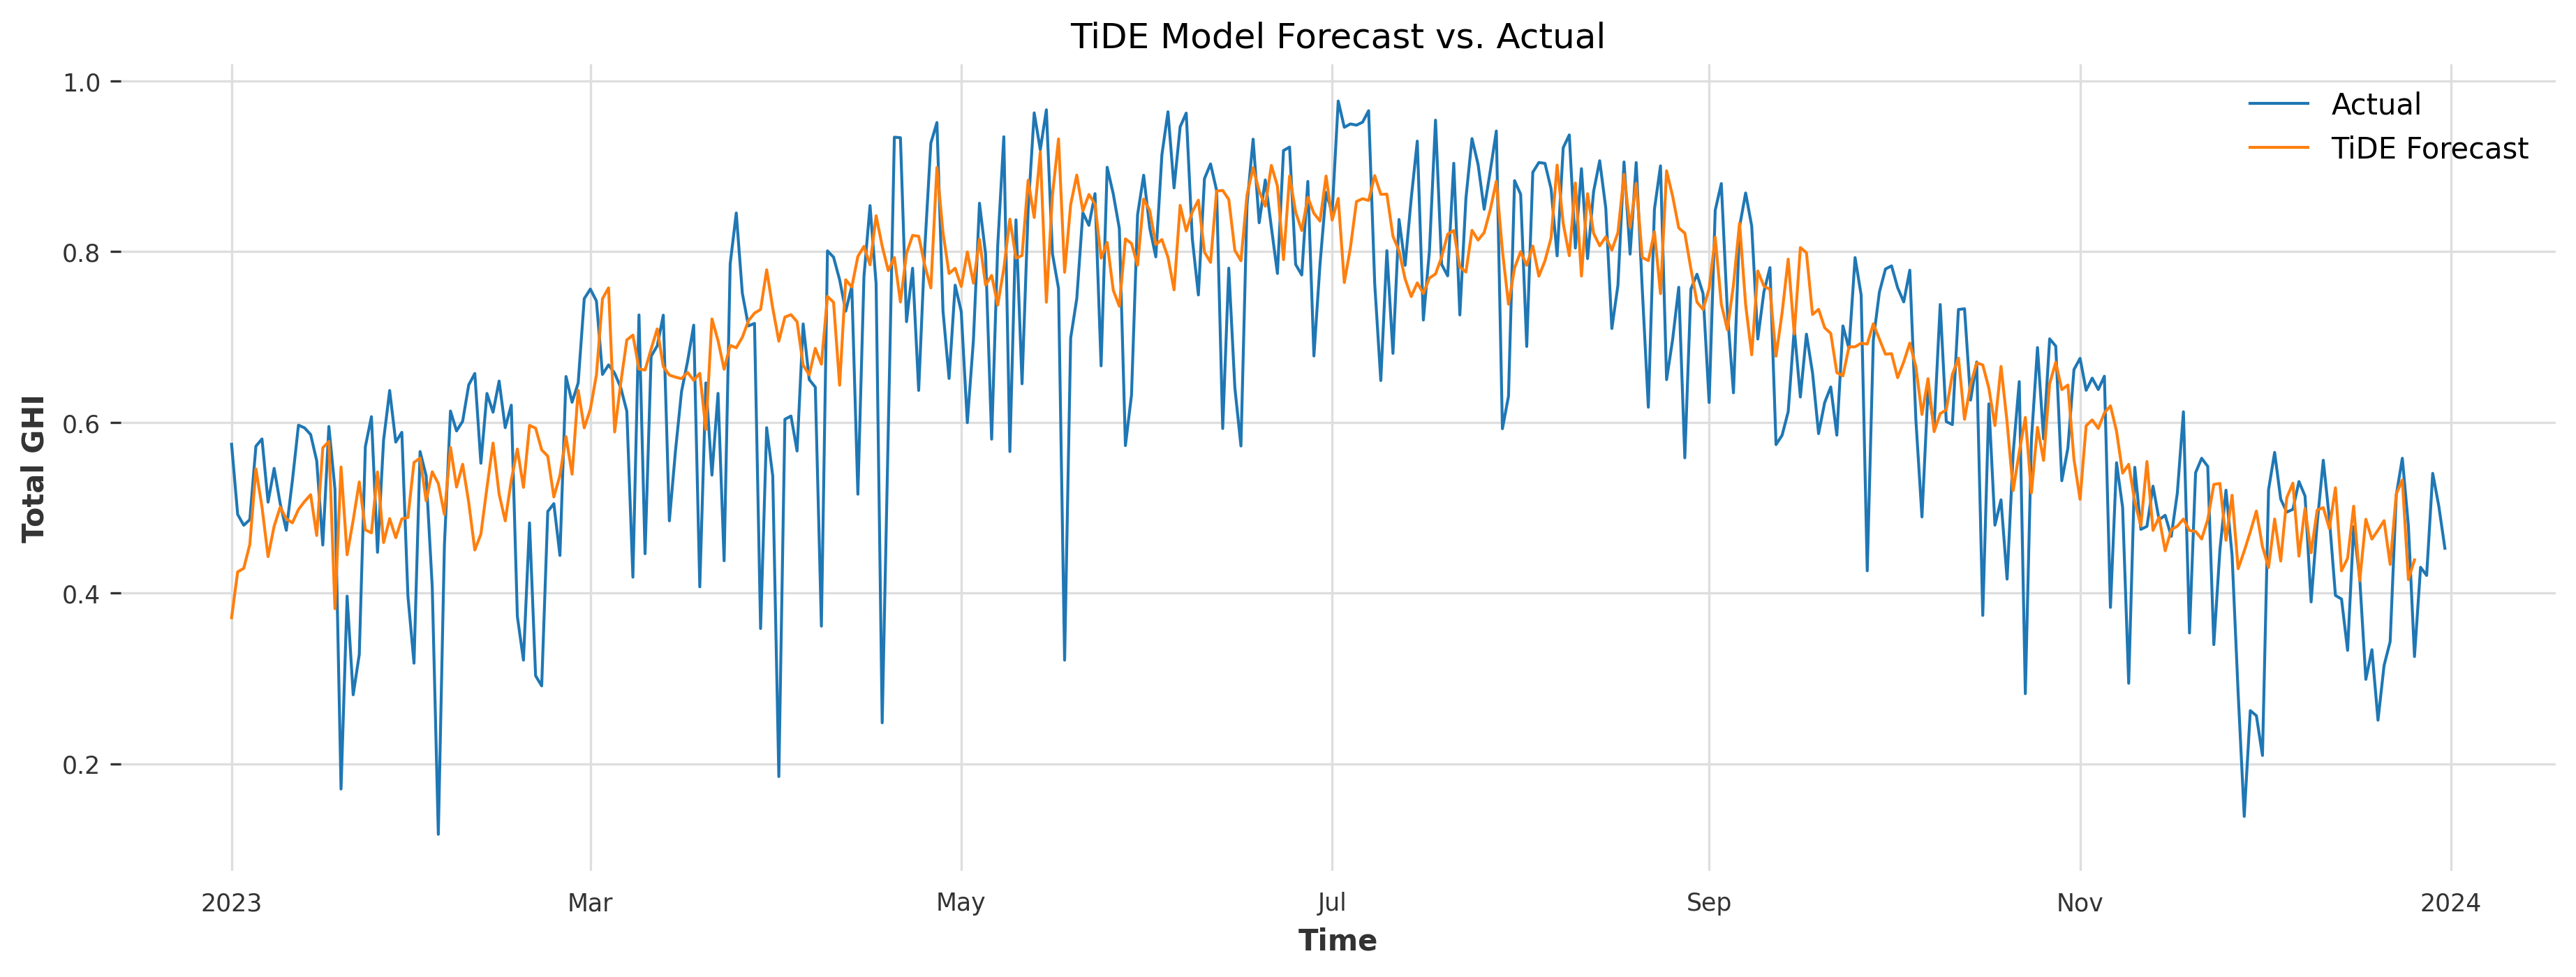 TiDE Model Forecast vs. Actual
1.0
0.8
0.6
0.4
0.2
Total GHI
Actual
TiDE Forecast
2023 Mar May Jul Sep Nov 2024
Time